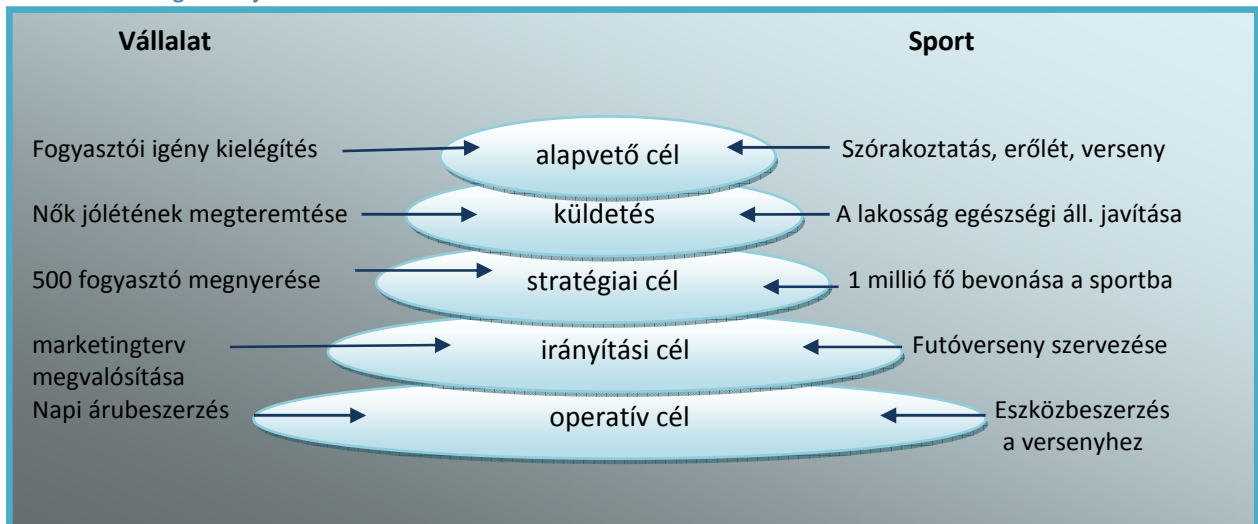 Vállalat
Sport
Fogyasztói igény kielégítés
alapvető cél
Szórakoztatás, erőlét, verseny
Nők jólétének megteremtése
küldetés
A lakosság egészségi áll. javítása
500 fogyasztó megnyerése
stratégiai cél
1 millió fő bevonása a sportba
marketingterv
megvalósítása
irányítási cél
Futóverseny szervezése
Napi árubeszerzés
operatív cél
Eszközbeszerzés
a versenyhez